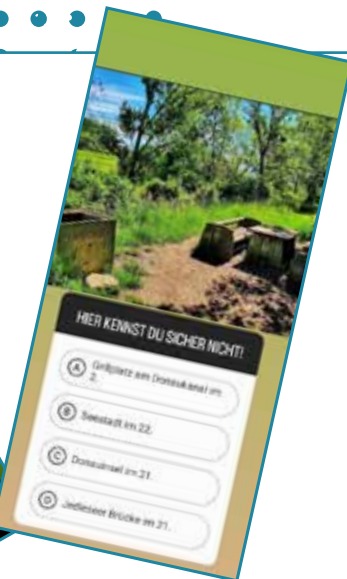 HIER KENNST DU SICHER NICHT!
A Grillplatz am Donaukanal im
2.
B Seestadt im 22.
C Donauinsel im 21.
D Jedleseer Brücke im 21.